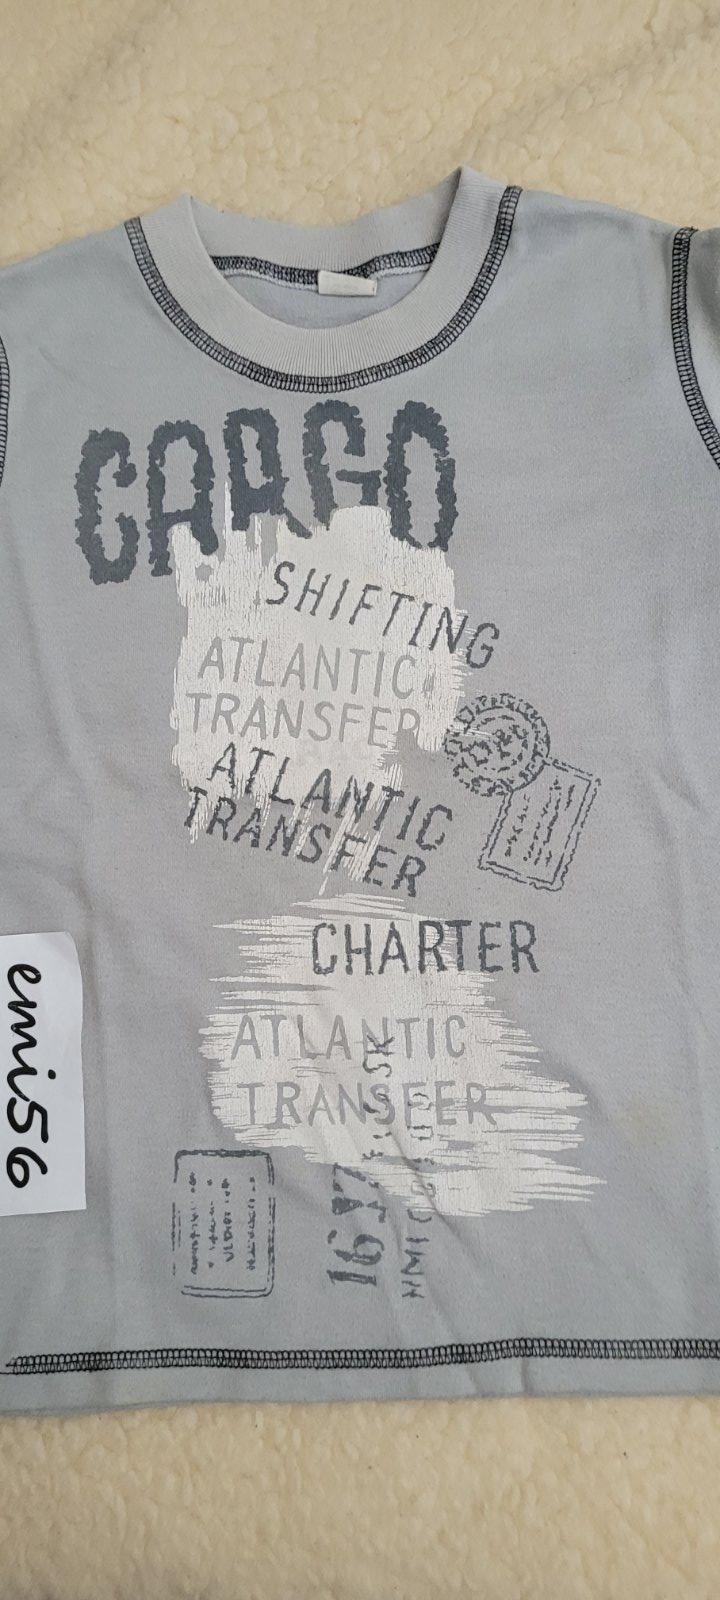 CARGO
SHIFTING
ATLANTIC
TRANSFER
ATLANTIC
TRANSFER
CHARTER
ATLANTIC
TRANSFER
emi56